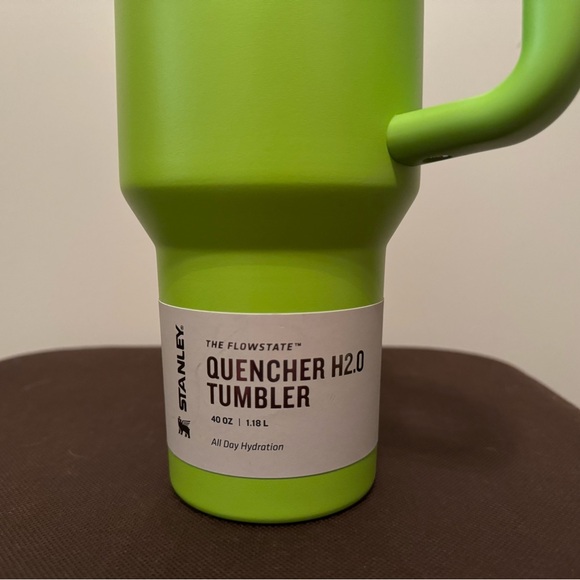 STANLEY.
THE FLOWSTATE™
QUENCHER H2.0
TUMBLER
40 OZ | 1.18 L
All Day Hydration